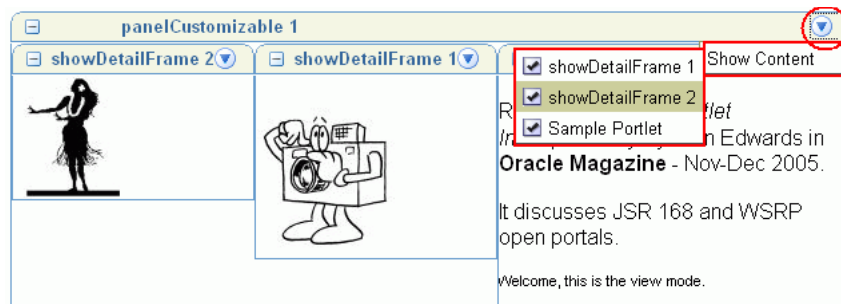 panelCustomizable 1
showDetailFrame 2
showDetailFrame 1
Show Content
showDetailFrame 1
showDetailFrame 2
Sample Portlet
Edwards in
Oracle Magazine - Nov-Dec 2005.
It discusses JSR 168 and WSRP
open portals.
Welcome, this is the view mode.